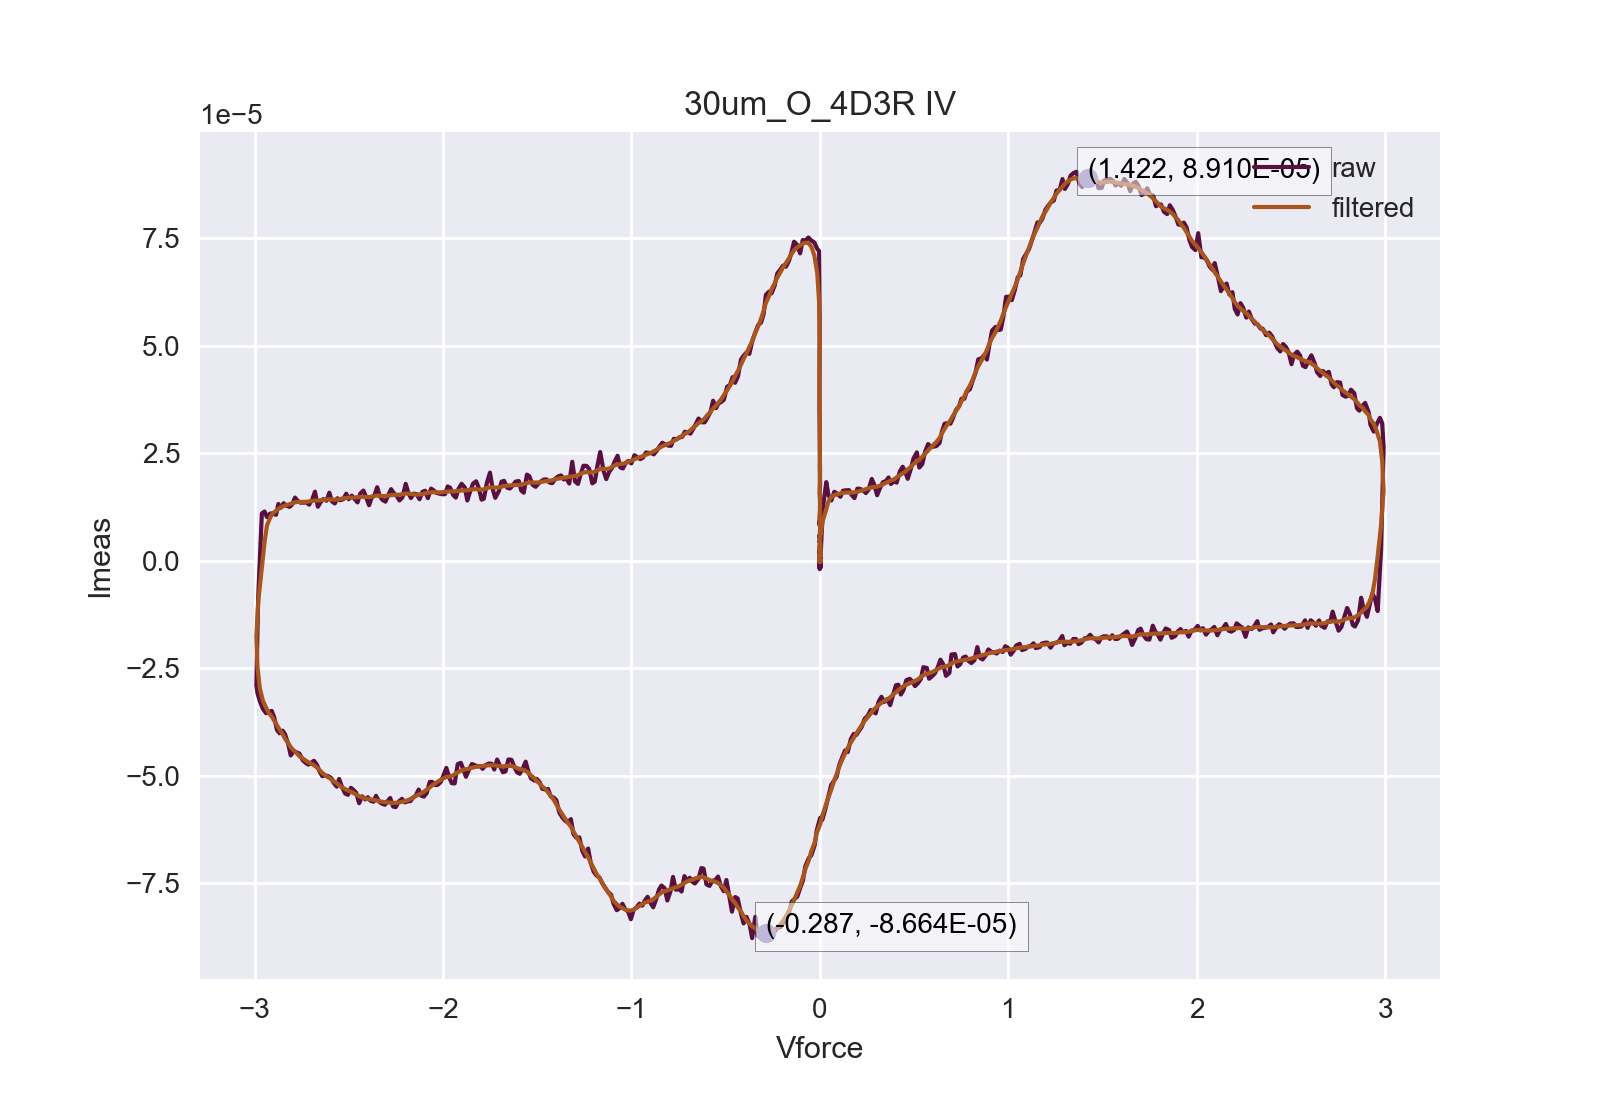 30um_O_4D3R IV
1e−5
(1.422, 8.910E-05)
raw
filtered
7.5
5.0
2.5
0.0
−2.5
−5.0
−7.5
Imeas
(-0.287, -8.664E-05)
−3
−2
−1
0
1
2
3
Vforce